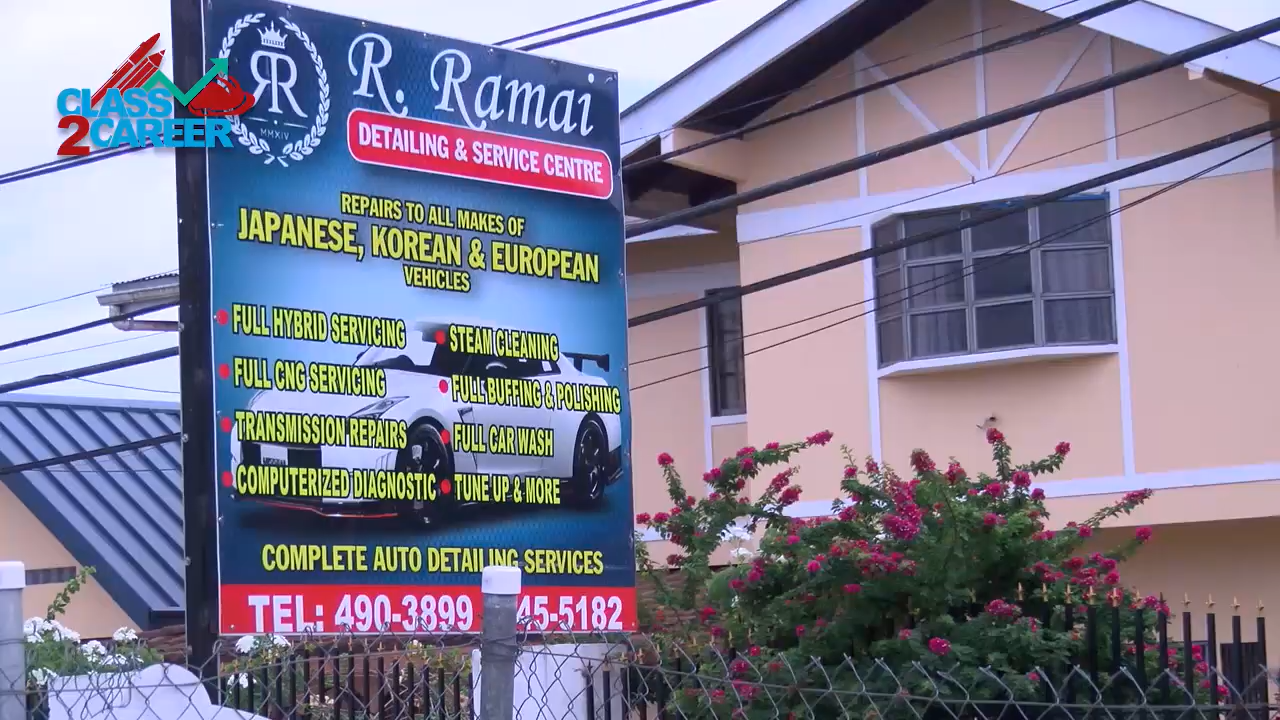 CLASS
2CAREER
RR
MMXIV
R. Ramai
DETAILING & SERVICE CENTRE
REPAIRS TO ALL MAKES OF
JAPANESE, KOREAN & EUROPEAN
VEHICLES
FULL HYBRID SERVICING
FULL CNG SERVICING
TRANSMISSION REPAIRS
COMPUTERIZED DIAGNOSTIC
STEAM CLEANING
FULL BUFFING & POLISHING
FULL CAR WASH
TUNE UP & MORE
COMPLETE AUTO DETAILING SERVICES
TEL: 490-3899 45-5182